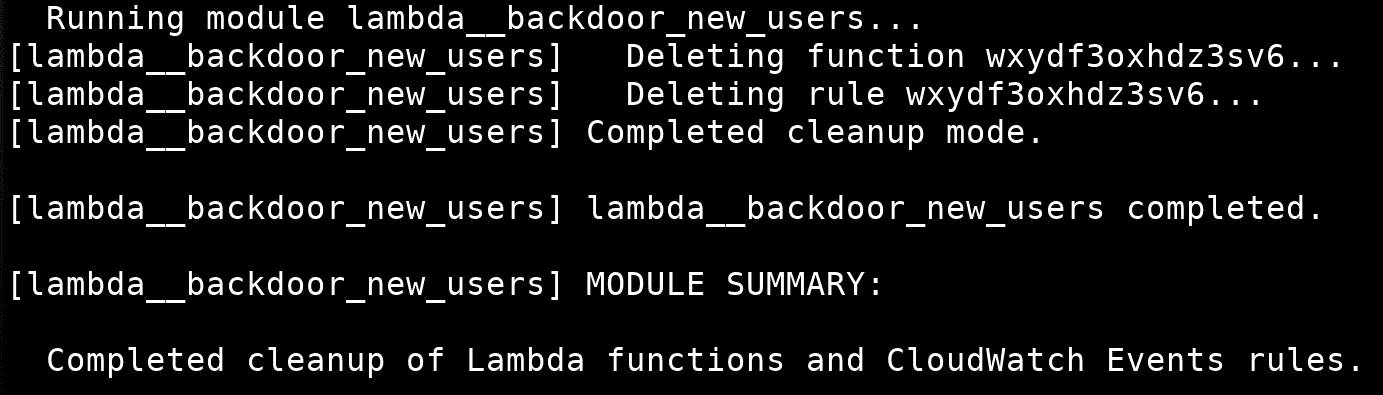 Running module lambda__backdoor_new_users...
[lambda__backdoor_new_users]   Deleting function wxydf3oxhdz3sv6...
[lambda__backdoor_new_users]   Deleting rule wxydf3oxhdz3sv6...
[lambda__backdoor_new_users] Completed cleanup mode.
[lambda__backdoor_new_users] lambda__backdoor_new_users completed.
[lambda__backdoor_new_users] MODULE SUMMARY:
Completed cleanup of Lambda functions and CloudWatch Events rules.